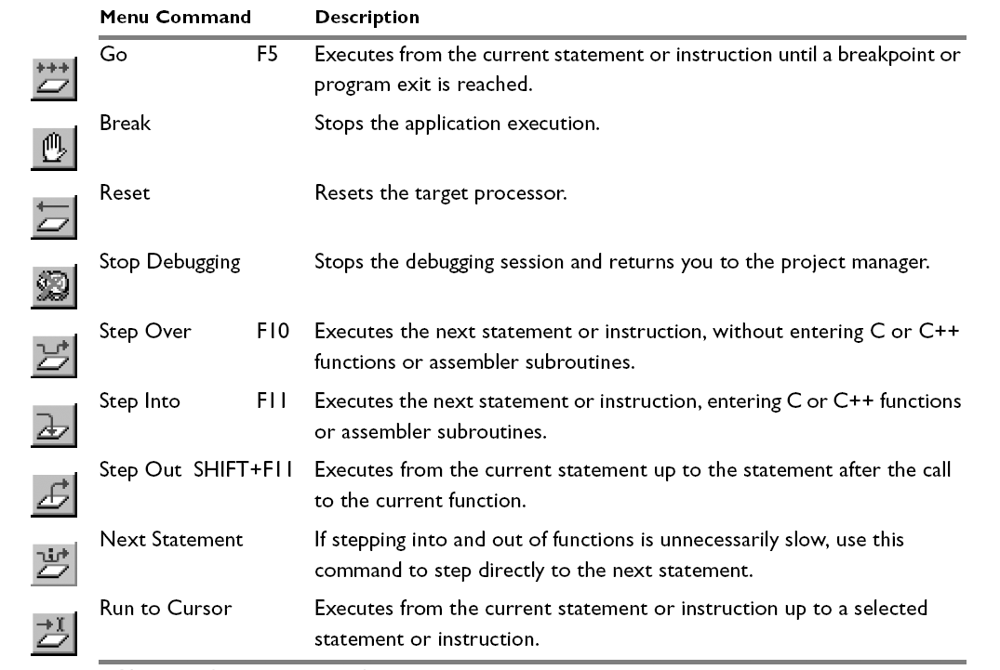 Menu Command Description
Go F5 Executes from the current statement or instruction until a breakpoint or
program exit is reached.
Break Stops the application execution.
Reset Resets the target processor.
Stop Debugging Stops the debugging session and returns you to the project manager.
Step Over F10 Executes the next statement or instruction, without entering C or C++
functions or assembler subroutines.
Step Into F11 Executes the next statement or instruction, entering C or C++ functions
or assembler subroutines.
Step Out SHIFT+F11 Executes from the current statement up to the statement after the call
to the current function.
Next Statement If stepping into and out of functions is unnecessarily slow, use this
command to step directly to the next statement.
Run to Cursor Executes from the current statement or instruction up to a selected
statement or instruction.